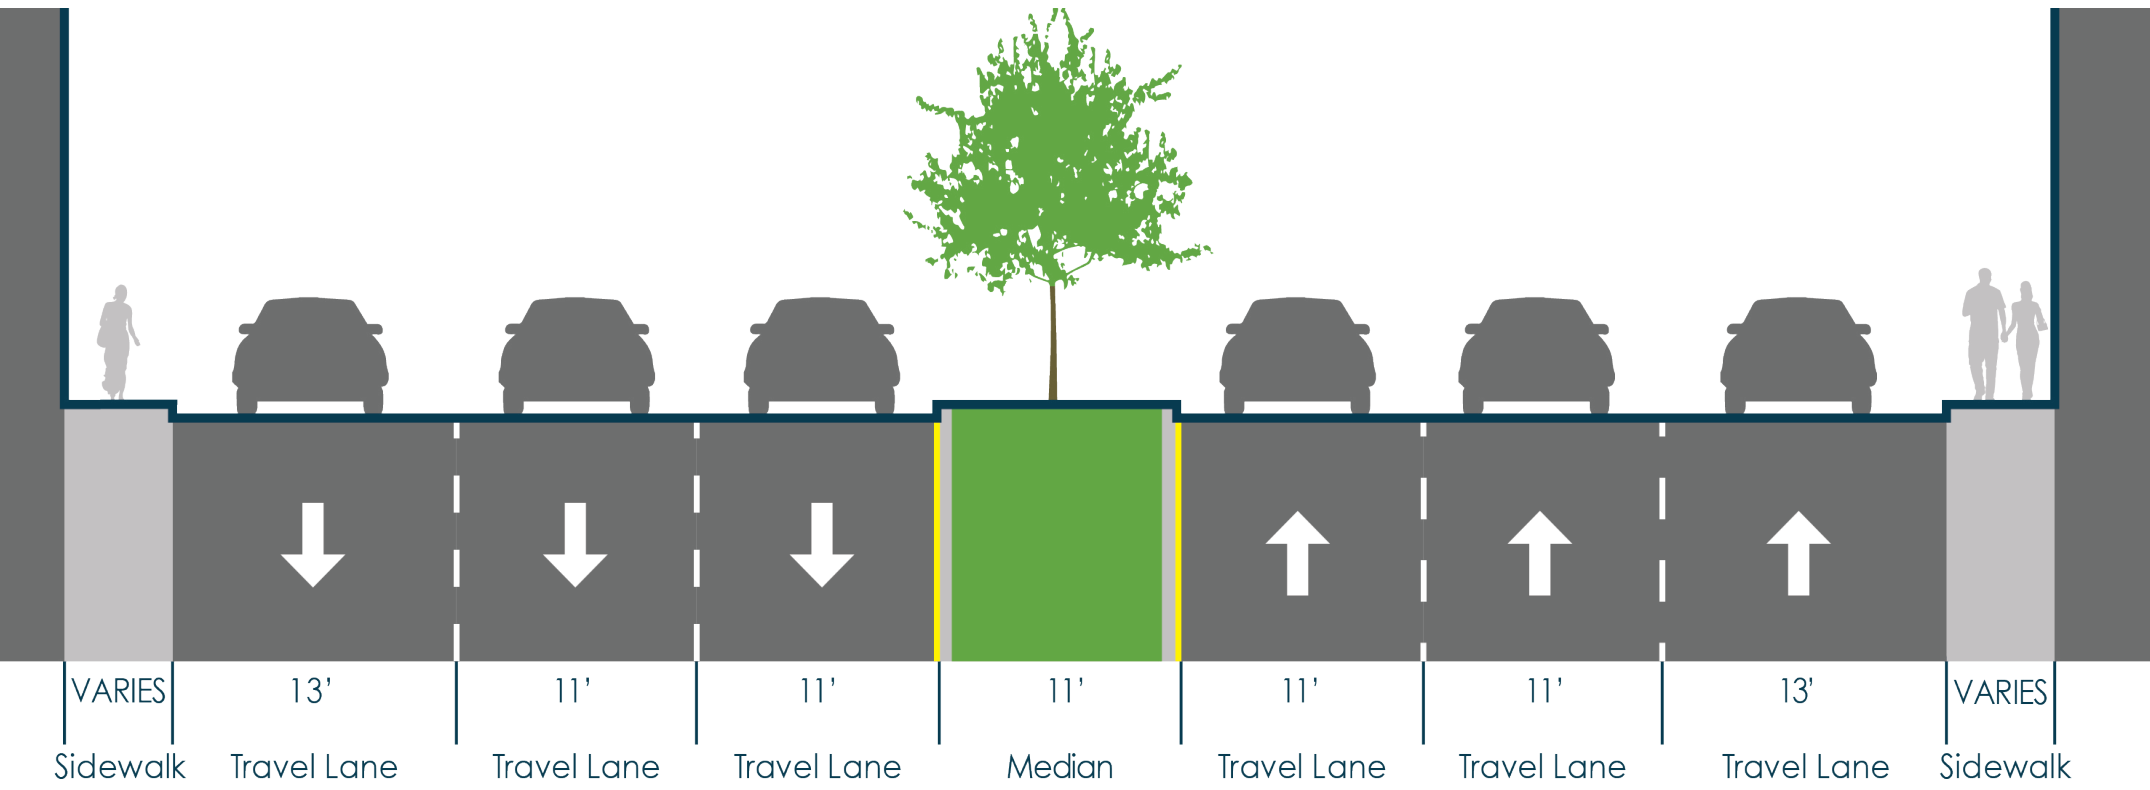 VARIES 13’ 11’ 11’ 11’ 11’ 11’ 13’ VARIES
Sidewalk Travel Lane Travel Lane Travel Lane Median Travel Lane Travel Lane Travel Lane Sidewalk